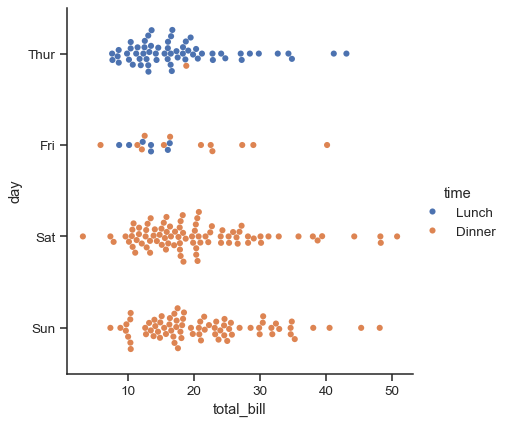 Thur
Fri
Sat
Sun
day
10 20 30 40 50
total_bill
time
Lunch
Dinner